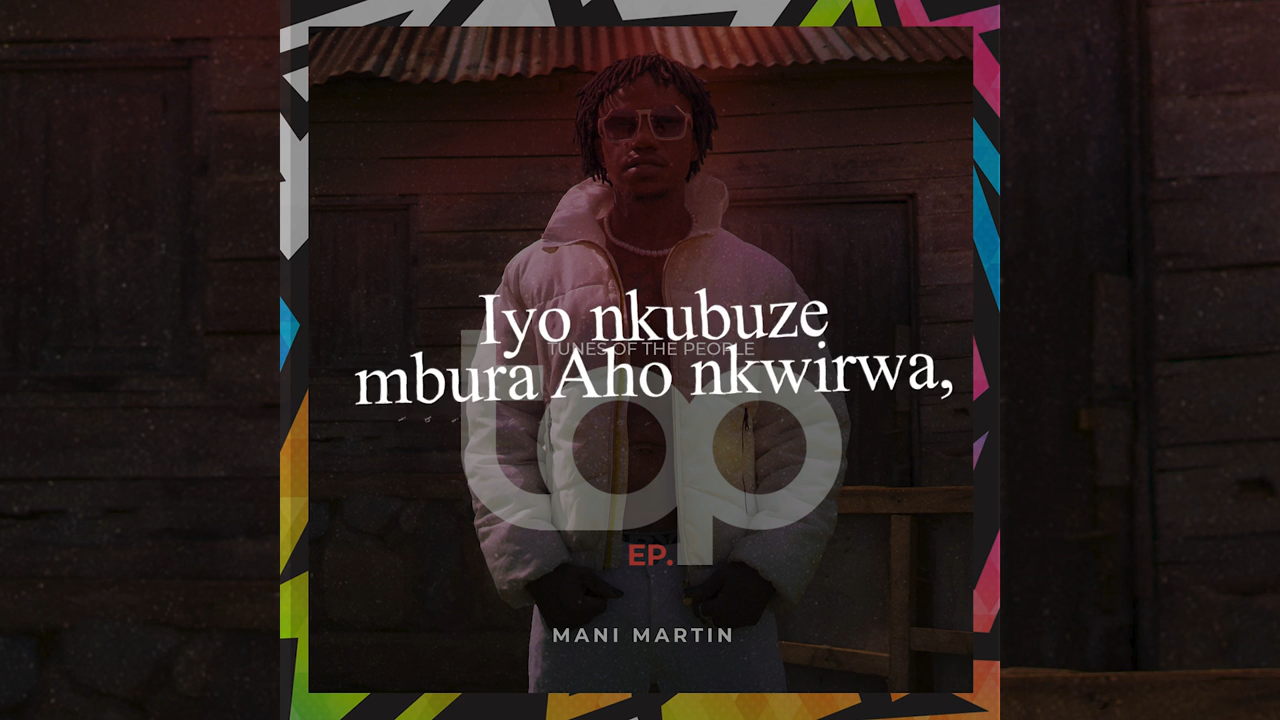 Iyo nkubuze
TUNES OF THE PEOPLE
mbura Aho nkwirwa,
top
EP.
MANI MARTIN